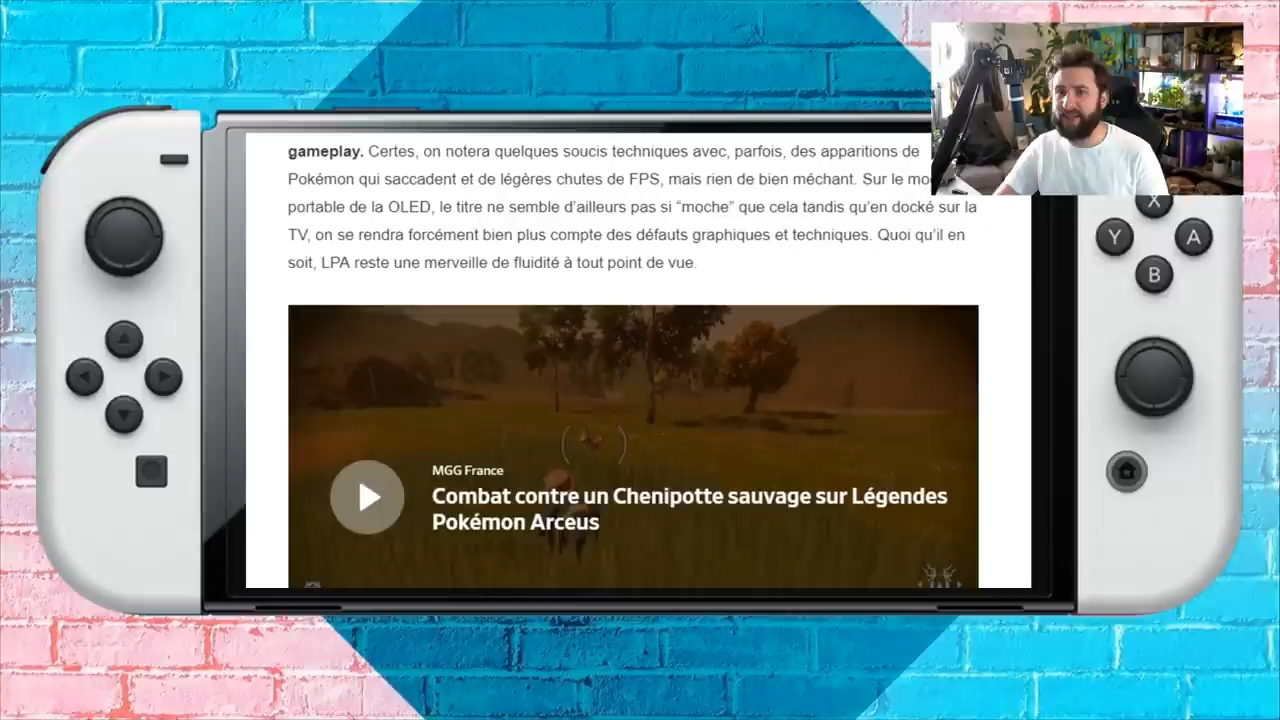 gameplay. Certes, on notera quelques soucis techniques avec, parfois, des apparitions de
Pokémon qui saccadent et de légères chutes de FPS, mais rien de bien méchant. Sur le
portable de la OLED, le titre ne semble d’ailleurs pas si “moche” que cela tandis qu’en docké sur la
TV, on se rendra forcément bien plus compte des défauts graphiques et techniques. Quoi qu’il en
soit, LPA reste une merveille de fluidité à tout point de vue.
X
Y
A
B
MGG France
Combat contre un Chenipotte sauvage sur Légendes
Pokémon Arceus